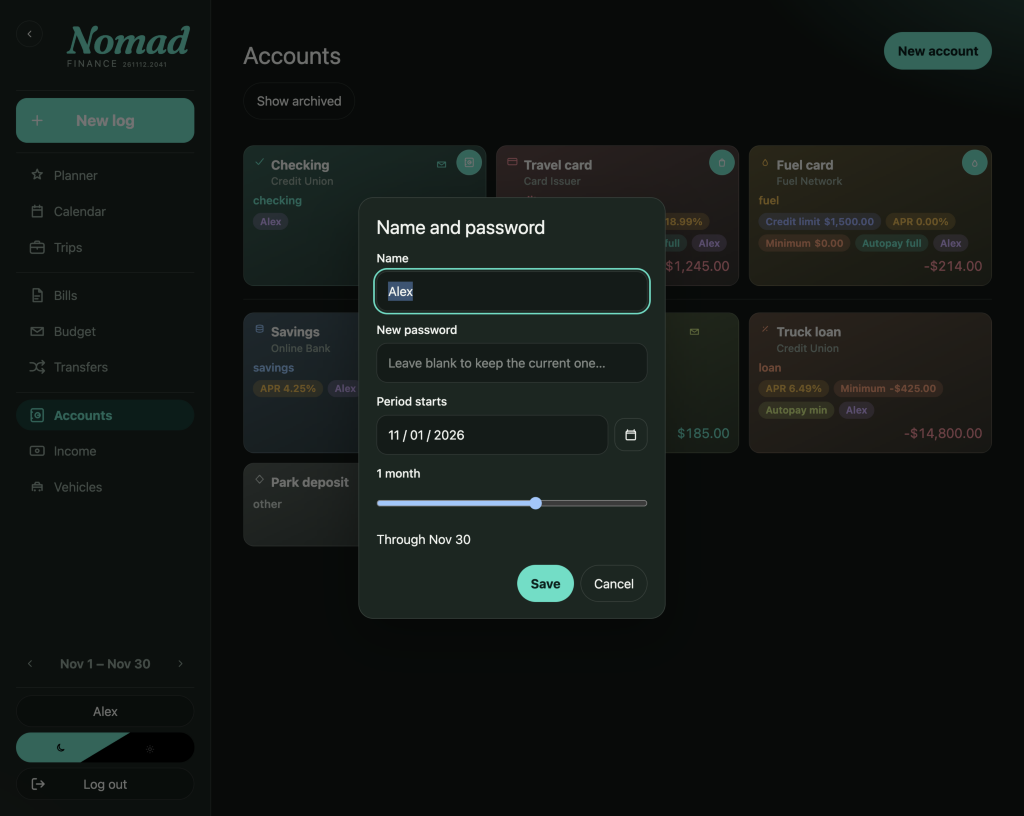 Nomad
FINANCE 261112.2041
New log
Planner
Calendar
Trips
Bills
Budget
Transfers
Accounts
Income
Vehicles
Nov 1 – Nov 30
Alex
Log out
Accounts
New account
Show archived
Checking
Credit Union
checking
Alex
Travel card
Card Issuer
18.99%
full Alex
$1,245.00
Fuel card
Fuel Network
fuel
Credit limit $1,500.00 APR 0.00%
Minimum $0.00 Autopay full Alex
-$214.00
Savings
Online Bank
savings
APR 4.25% Alex
$185.00
Truck loan
Credit Union
loan
APR 6.49% Minimum -$425.00
Autopay min Alex
-$14,800.00
Park deposit
other
Name and password
Name
Alex
New password
Leave blank to keep the current one...
Period starts
11 / 01 / 2026
1 month
Through Nov 30
Save Cancel